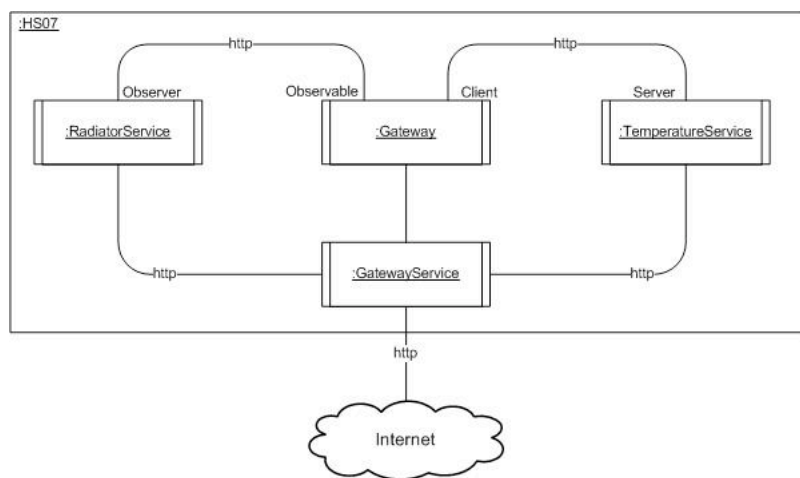 :HS07
http
http
Observer
Observable
Client
Server
:RadiatorService
:Gateway
:TemperatureService
http
:GatewayService
http
http
Internet